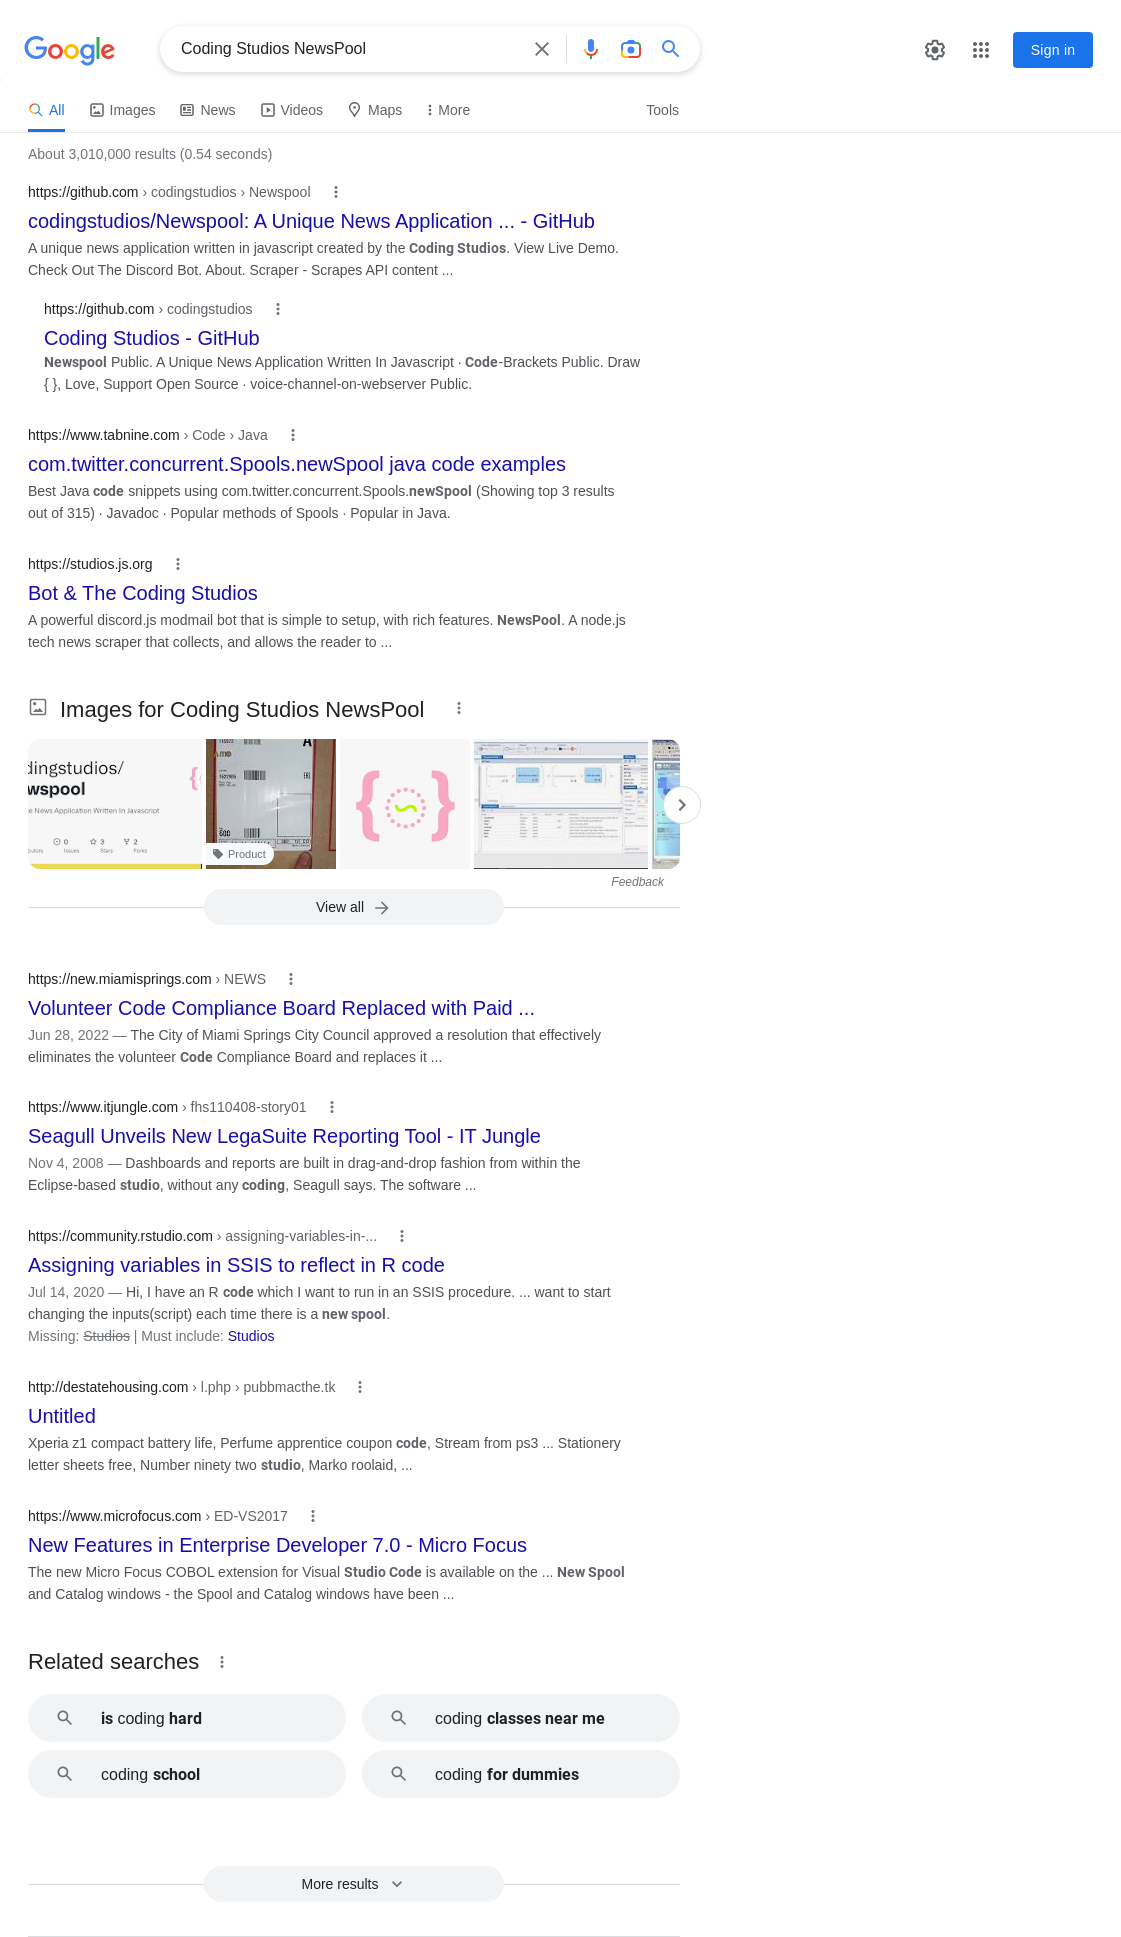 Google
Coding Studios NewsPool
Sign in
All
Images
News
Videos
Maps
More
Tools
About 3,010,000 results (0.54 seconds)
https://github.com › codingstudios › Newspool
codingstudios/Newspool: A Unique News Application ... - GitHub
A unique news application written in javascript created by the Coding Studios. View Live Demo.
Check Out The Discord Bot. About. Scraper - Scrapes API content ...
https://github.com › codingstudios
Coding Studios - GitHub
Newspool Public. A Unique News Application Written In Javascript · Code-Brackets Public. Draw
{ }, Love, Support Open Source · voice-channel-on-webserver Public.
https://www.tabnine.com › Code › Java
com.twitter.concurrent.Spools.newSpool java code examples
Best Java code snippets using com.twitter.concurrent.Spools.newSpool (Showing top 3 results
out of 315) · Javadoc · Popular methods of Spools · Popular in Java.
https://studios.js.org
Bot & The Coding Studios
A powerful discord.js modmail bot that is simple to setup, with rich features. NewsPool. A node.js
tech news scraper that collects, and allows the reader to ...
Images for Coding Studios NewsPool
dingstudios/
wspool
e News Application Written In Javascript
0 3 2
Issues Stars Forks
Product
Feedback
View all
https://new.miamisprings.com › NEWS
Volunteer Code Compliance Board Replaced with Paid ...
Jun 28, 2022 — The City of Miami Springs City Council approved a resolution that effectively
eliminates the volunteer Code Compliance Board and replaces it ...
https://www.itjungle.com › fhs110408-story01
Seagull Unveils New LegaSuite Reporting Tool - IT Jungle
Nov 4, 2008 — Dashboards and reports are built in drag-and-drop fashion from within the
Eclipse-based studio, without any coding, Seagull says. The software ...
https://community.rstudio.com › assigning-variables-in-...
Assigning variables in SSIS to reflect in R code
Jul 14, 2020 — Hi, I have an R code which I want to run in an SSIS procedure. ... want to start
changing the inputs(script) each time there is a new spool.
Missing: Studios | Must include: Studios
http://destatehousing.com › l.php › pubbmacthe.tk
Untitled
Xperia z1 compact battery life, Perfume apprentice coupon code, Stream from ps3 ... Stationery
letter sheets free, Number ninety two studio, Marko roolaid, ...
https://www.microfocus.com › ED-VS2017
New Features in Enterprise Developer 7.0 - Micro Focus
The new Micro Focus COBOL extension for Visual Studio Code is available on the ... New Spool
and Catalog windows - the Spool and Catalog windows have been ...
Related searches
is coding hard
coding classes near me
coding school
coding for dummies
More results